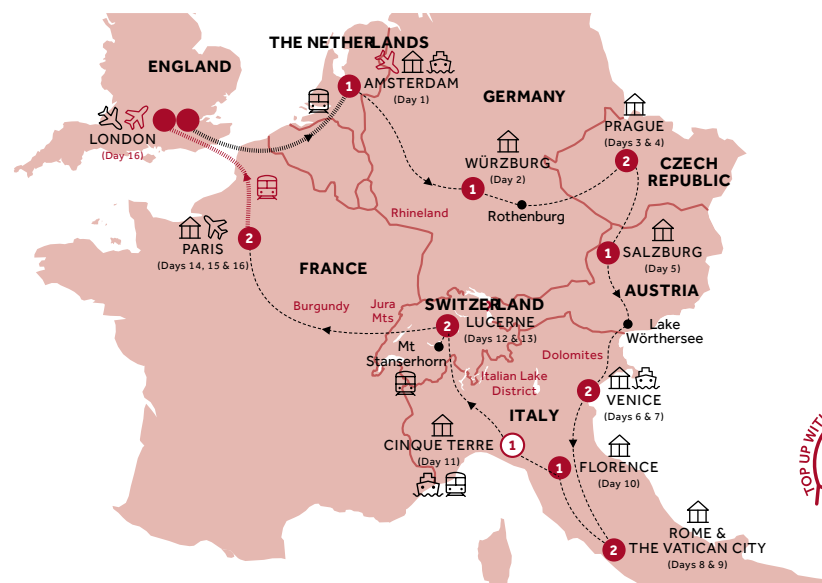 THE NETHERLANDS
ENGLAND
1
AMSTERDAM
(Day 1)
GERMANY
LONDON
(Day 16)
PRAGUE
(Days 3 & 4)
2
CZECH
REPUBLIC
WÜRZBURG
(Day 2)
1
Rothenburg
Rhineland
2
PARIS
(Days 14, 15 & 16)
1
SALZBURG
(Day 5)
FRANCE
AUSTRIA
Burgundy
Jura
Mts
SWITZERLAND
2
LUCERNE
(Days 12 & 13)
Lake
Wörthersee
Mt
Stanserhorn
Dolomites
Italian Lake
District
2
VENICE
(Days 6 & 7)
ITALY
CINQUE TERRE
(Day 11)
1
1
FLORENCE
(Day 10)
2
ROME &
THE VATICAN CITY
(Days 8 & 9)
TOP UP WITH